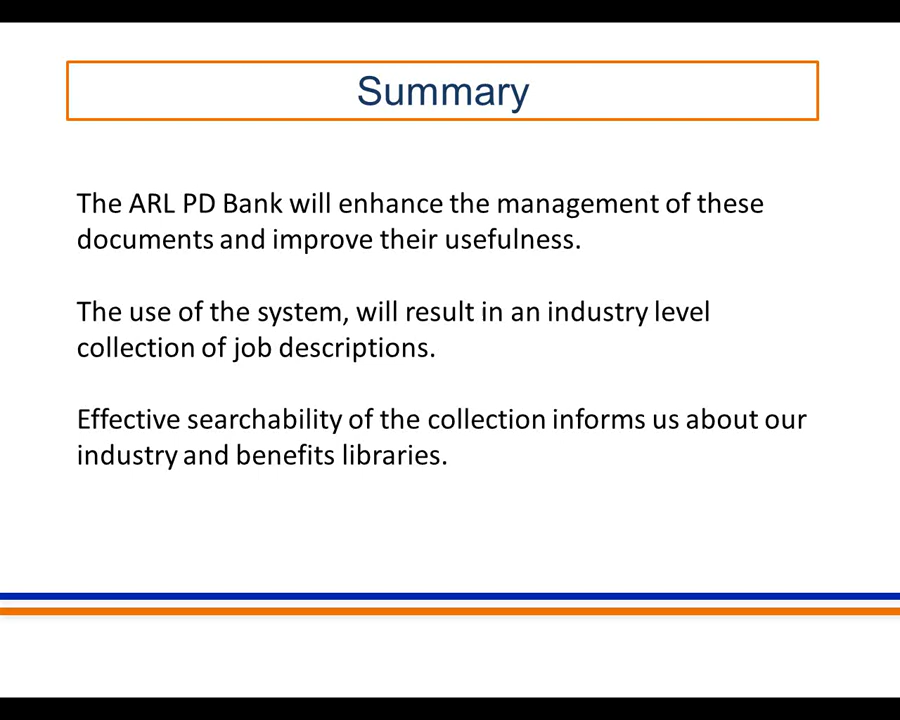 Summary
The ARL PD Bank will enhance the management of these
documents and improve their usefulness.
The use of the system, will result in an industry level
collection of job descriptions.
Effective searchability of the collection informs us about our
industry and benefits libraries.